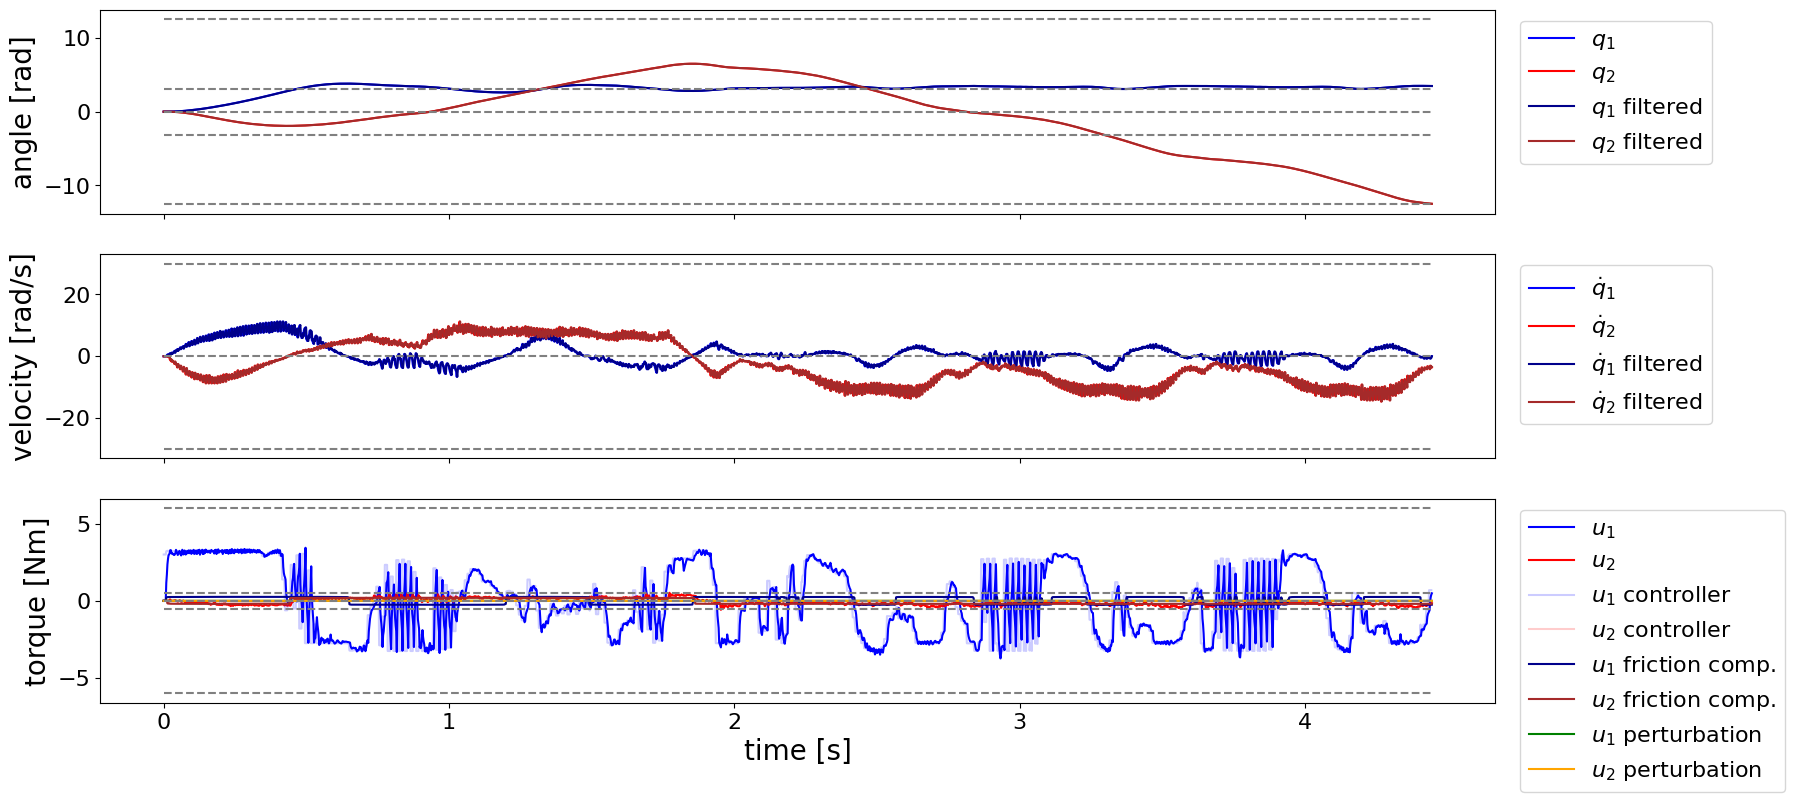 angle [rad]
10
0
−10
q₁
q₂
q₁ filtered
q₂ filtered
velocity [rad/s]
20
0
−20
q̇₁
q̇₂
q̇₁ filtered
q̇₂ filtered
torque [Nm]
5
0
−5
0 1 2 3 4
time [s]
u₁
u₂
u₁ controller
u₂ controller
u₁ friction comp.
u₂ friction comp.
u₁ perturbation
u₂ perturbation